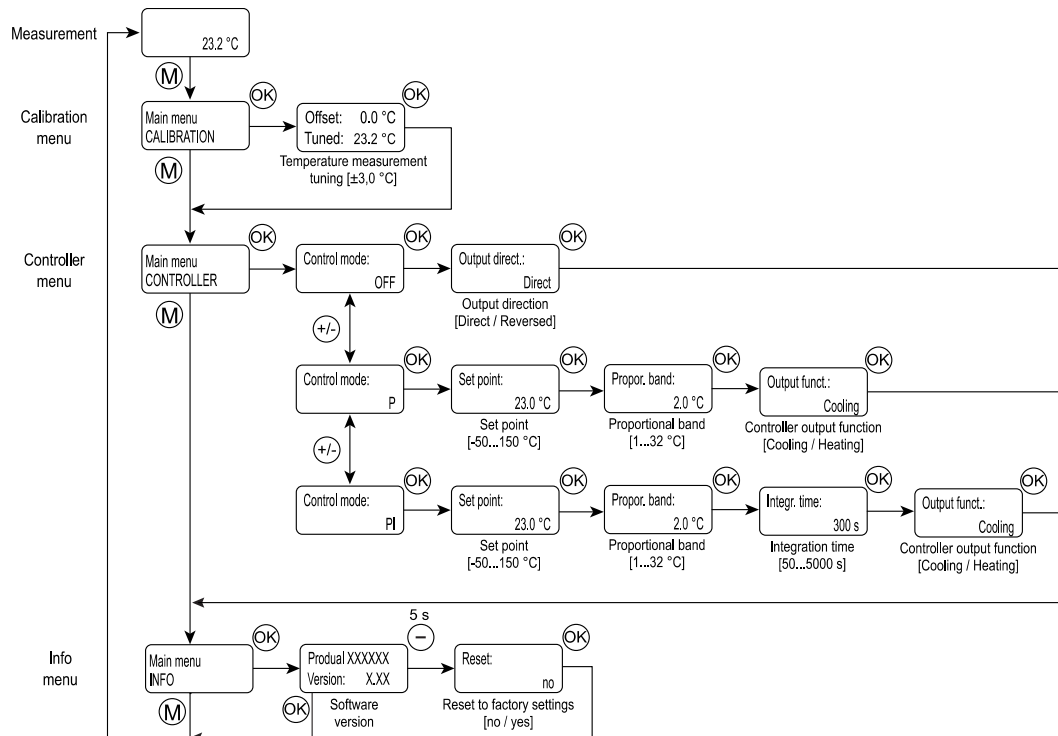 Measurement
23.2 °C
M
Calibration
menu
Main menu
CALIBRATION
OK
Offset: 0.0 °C
Tuned: 23.2 °C
OK
Temperature measurement
tuning [±3,0 °C]
M
Controller
menu
Main menu
CONTROLLER
OK
Control mode:
OFF
OK
Output direct.:
Direct
OK
Output direction
[Direct / Reversed]
M
+/-
Control mode:
P
OK
Set point:
23.0 °C
OK
Set point
[-50...150 °C]
Propor. band:
2.0 °C
OK
Proportional band
[1...32 °C]
Output funct.:
Cooling
OK
Controller output function
[Cooling / Heating]
+/-
Control mode:
PI
OK
Set point:
23.0 °C
OK
Set point
[-50...150 °C]
Propor. band:
2.0 °C
OK
Proportional band
[1...32 °C]
Integr. time:
300 s
OK
Integration time
[50...5000 s]
Output funct.:
Cooling
OK
Controller output function
[Cooling / Heating]
Info
menu
Main menu
INFO
OK
Produal XXXXXX
Version: X.XX
5 s
–
Software
version
OK
Reset:
no
OK
Reset to factory settings
[no / yes]
M